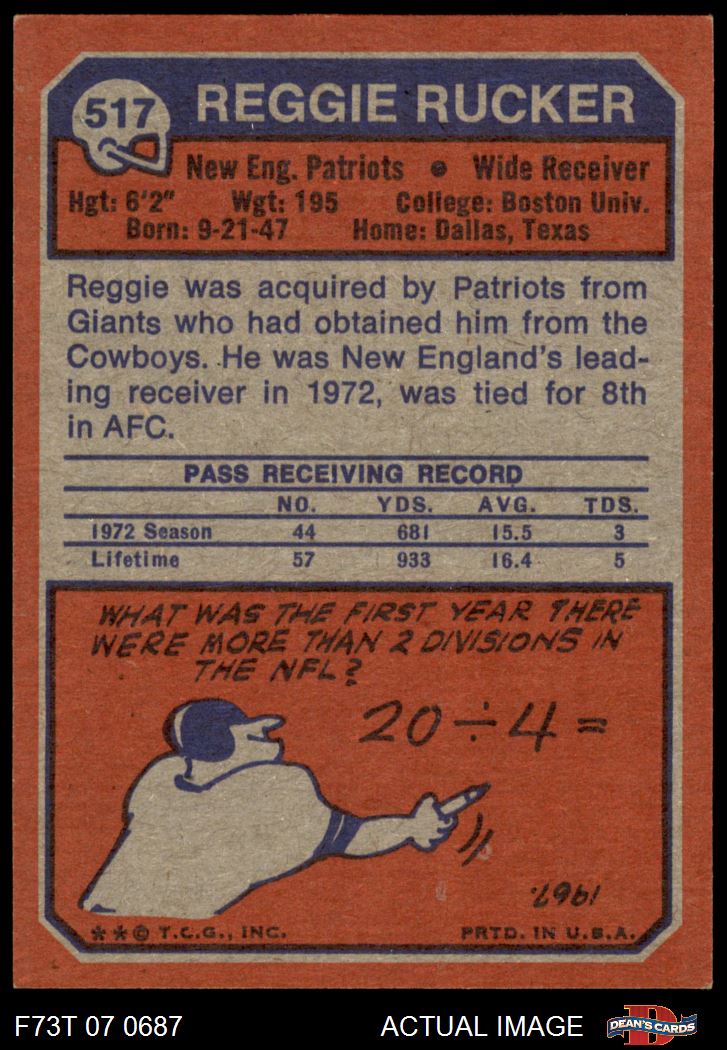 517
REGGIE RUCKER
New Eng. Patriots • Wide Receiver
Hgt: 6'2" Wgt: 195 College: Boston Univ.
Born: 9-21-47 Home: Dallas, Texas
Reggie was acquired by Patriots from
Giants who had obtained him from the
Cowboys. He was New England's lead-
ing receiver in 1972, was tied for 8th
in AFC.
PASS RECEIVING RECORD
NO. YDS. AVG. TDS.
1972 Season 44 681 15.5 3
Lifetime 57 933 16.4 5
WHAT WAS THE FIRST YEAR THERE
WERE MORE THAN 2 DIVISIONS IN
THE NFL?
20÷4=
1967.
**© T.C.G., INC. PRTD. IN U.S.A.
F73T 07 0687 ACTUAL IMAGE
D
DEAN'S CARDS